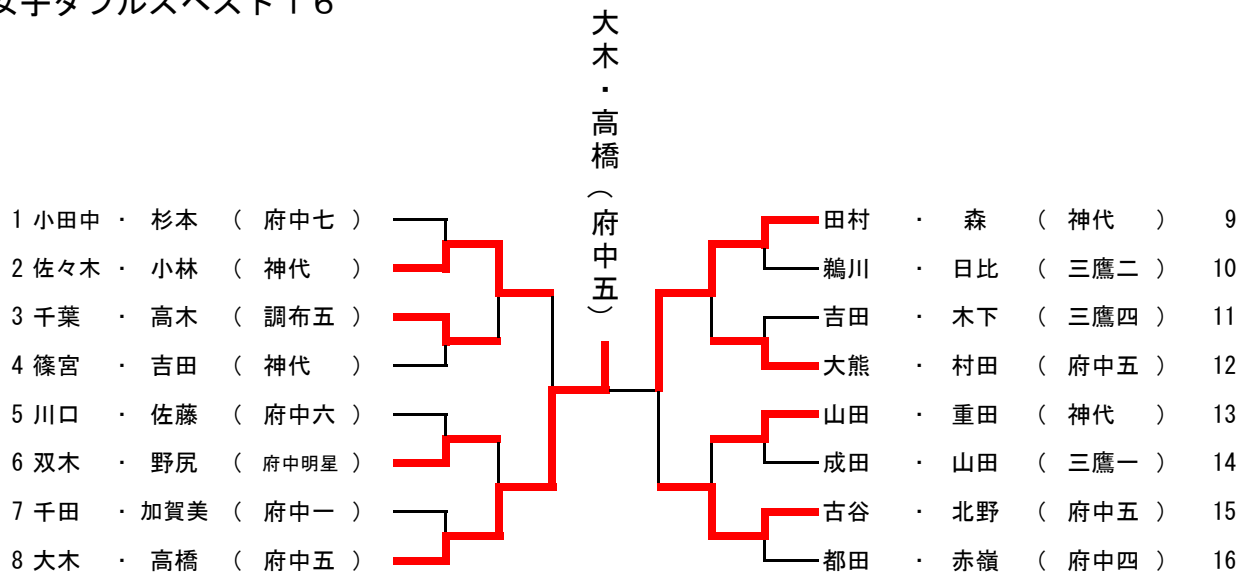 女子ダブルスベスト16
大木・高橋(府中五)
1 小田中 ・ 杉本 ( 府中七 )
2 佐々木 ・ 小林 ( 神代 )
3 千葉 ・ 高木 ( 調布五 )
4 篠宮 ・ 吉田 ( 神代 )
5 川口 ・ 佐藤 ( 府中六 )
6 双木 ・ 野尻 ( 府中明星 )
7 千田 ・ 加賀美 ( 府中一 )
8 大木 ・ 高橋 ( 府中五 )
田村 ・ 森 ( 神代 ) 9
鵜川 ・ 日比 ( 三鷹二 ) 10
吉田 ・ 木下 ( 三鷹四 ) 11
大熊 ・ 村田 ( 府中五 ) 12
山田 ・ 重田 ( 神代 ) 13
成田 ・ 山田 ( 三鷹一 ) 14
古谷 ・ 北野 ( 府中五 ) 15
都田 ・ 赤嶺 ( 府中四 ) 16